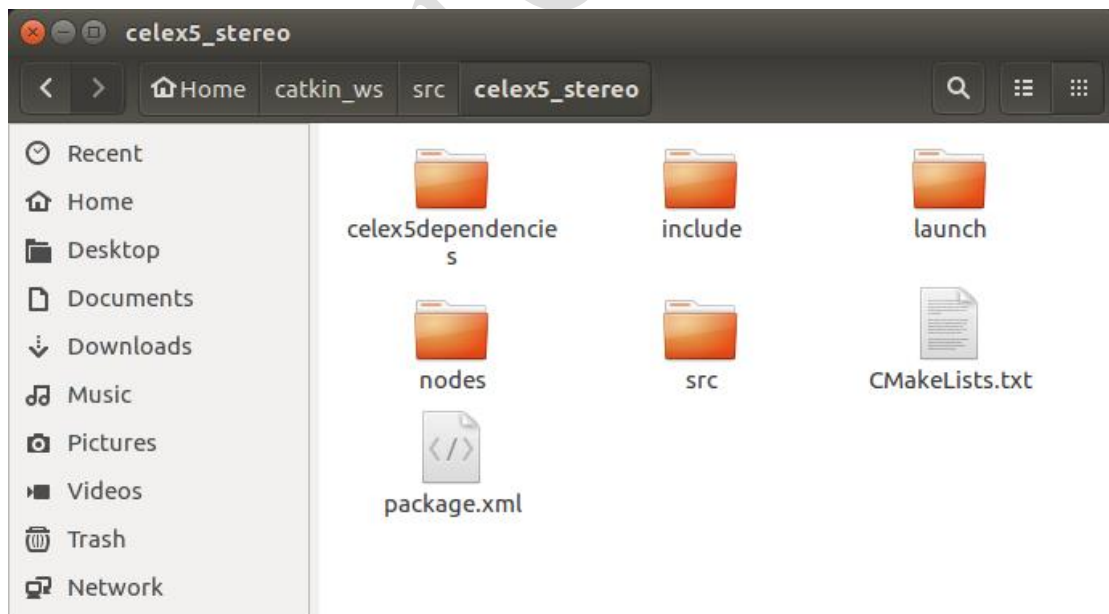 celex5_stereo
Home catkin_ws src celex5_stereo
Recent
Home
Desktop
Documents
Downloads
Music
Pictures
Videos
Trash
Network
celex5dependencie
s
include
launch
nodes
src
CMakeLists.txt
package.xml